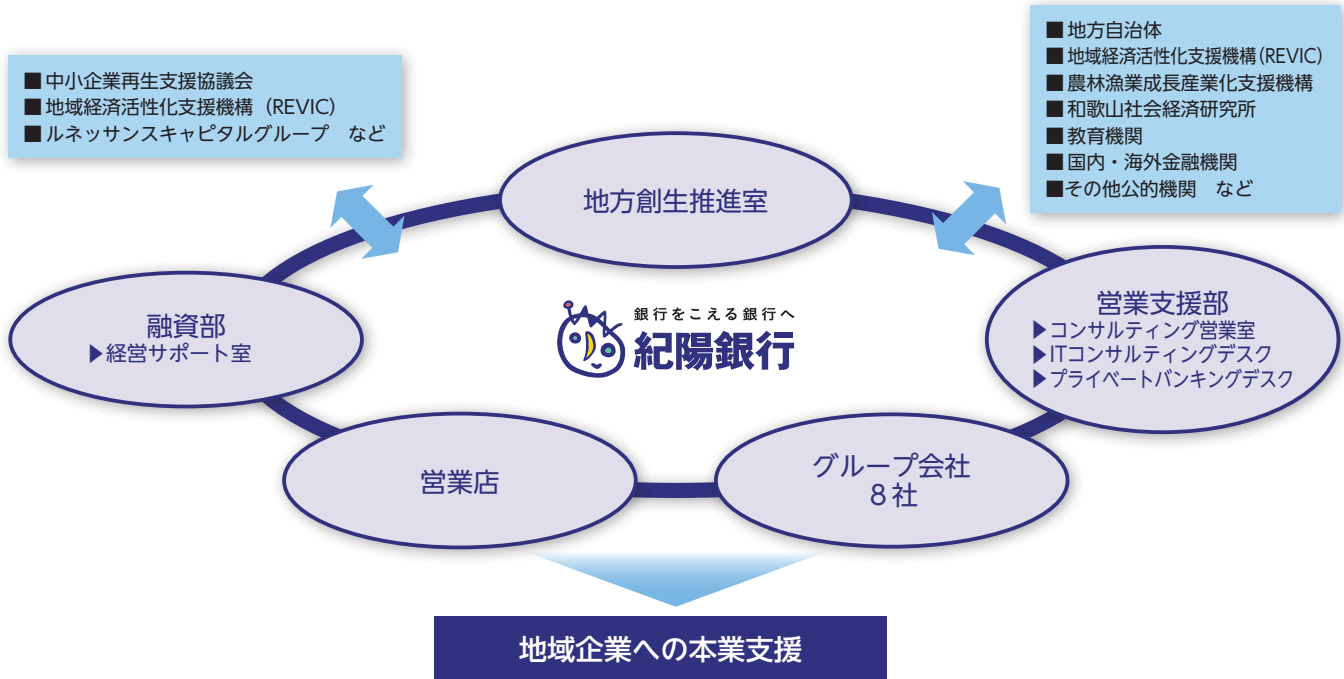 ■中小企業再生支援協議会
■地域経済活性化支援機構（REVIC）
■ルネッサンスキャピタルグループ　など
■地方自治体
■地域経済活性化支援機構（REVIC）
■農林漁業成長産業化支援機構
■和歌山社会経済研究所
■教育機関
■国内・海外金融機関
■その他公的機関　など
地方創生推進室
融資部
▶経営サポート室
銀行をこえる銀行へ
紀陽銀行
営業支援部
▶コンサルティング営業室
▶ITコンサルティングデスク
▶プライベートバンキングデスク
営業店
グループ会社
８社
地域企業への本業支援